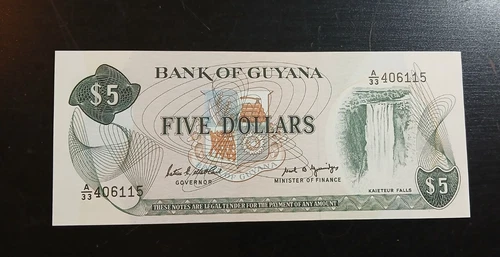 BANK OF GUYANA
A/33 406115
$5
FIVE DOLLARS
A/33 406115
GOVERNOR
MINISTER OF FINANCE
KAIETEUR FALLS
$5
THESE NOTES ARE LEGAL TENDER FOR THE PAYMENT OF ANY AMOUNT